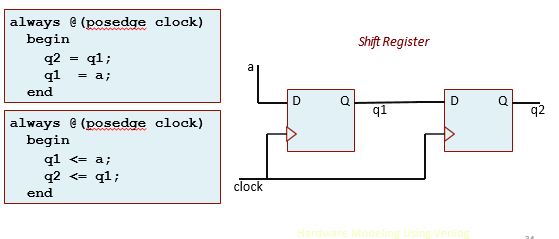 always @(posedge clock)
begin
q2 = q1;
q1 = a;
end
always @(posedge clock)
begin
q1 <= a;
q2 <= q1;
end
Shift Register
a
D Q
q1
D Q
q2
clock
Hardware Modeling Using Verilog